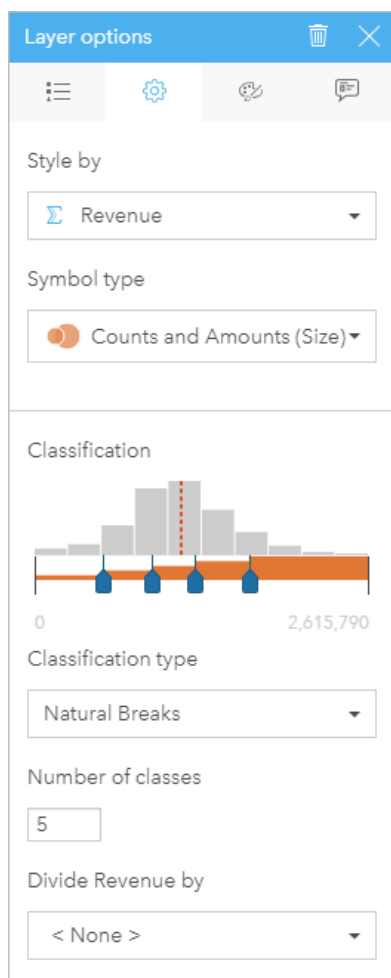 Layer options
Style by
Revenue
Symbol type
Counts and Amounts (Size)
Classification
0 2,615,790
Classification type
Natural Breaks
Number of classes
5
Divide Revenue by
< None >